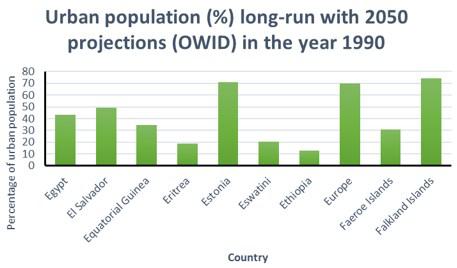 Urban population (%) long-run with 2050
projections (OWID) in the year 1990
Percentage of urban population
80
70
60
50
40
30
20
10
0
Egypt
El Salvador
Equatorial Guinea
Eritrea
Estonia
Eswatini
Ethiopia
Europe
Faeroe Islands
Falkland Islands
Country